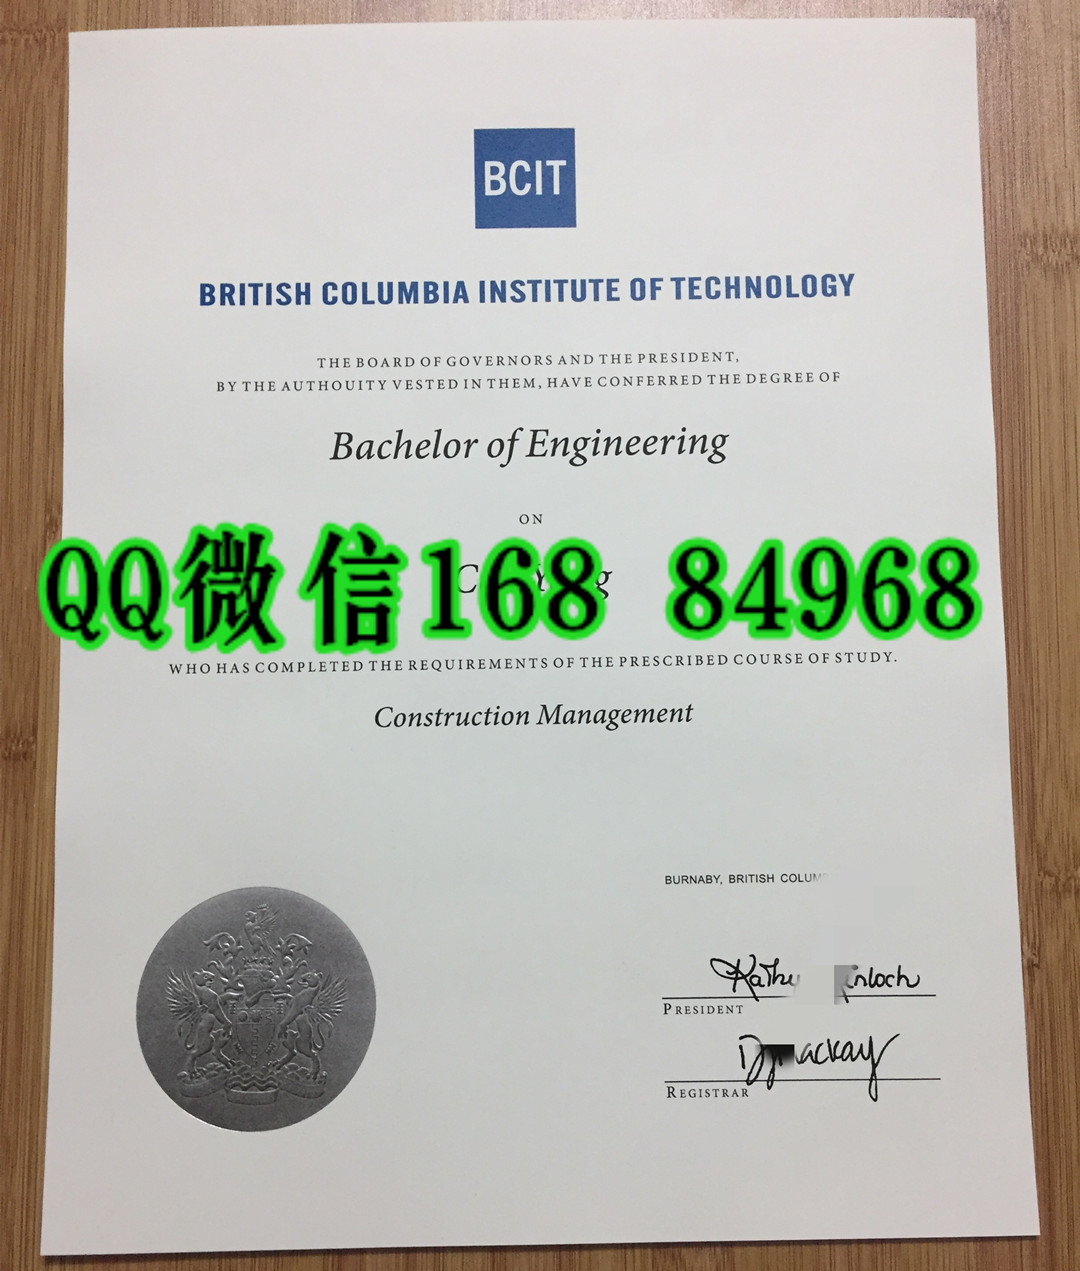 BCIT
BRITISH COLUMBIA INSTITUTE OF TECHNOLOGY
THE BOARD OF GOVERNORS AND THE PRESIDENT,
BY THE AUTHOUITY VESTED IN THEM, HAVE CONFERRED THE DEGREE OF
Bachelor of Engineering
ON
QQ微信168 84968
WHO HAS COMPLETED THE REQUIREMENTS OF THE PRESCRIBED COURSE OF STUDY.
Construction Management
BURNABY, BRITISH
PRESIDENT
REGISTRAR